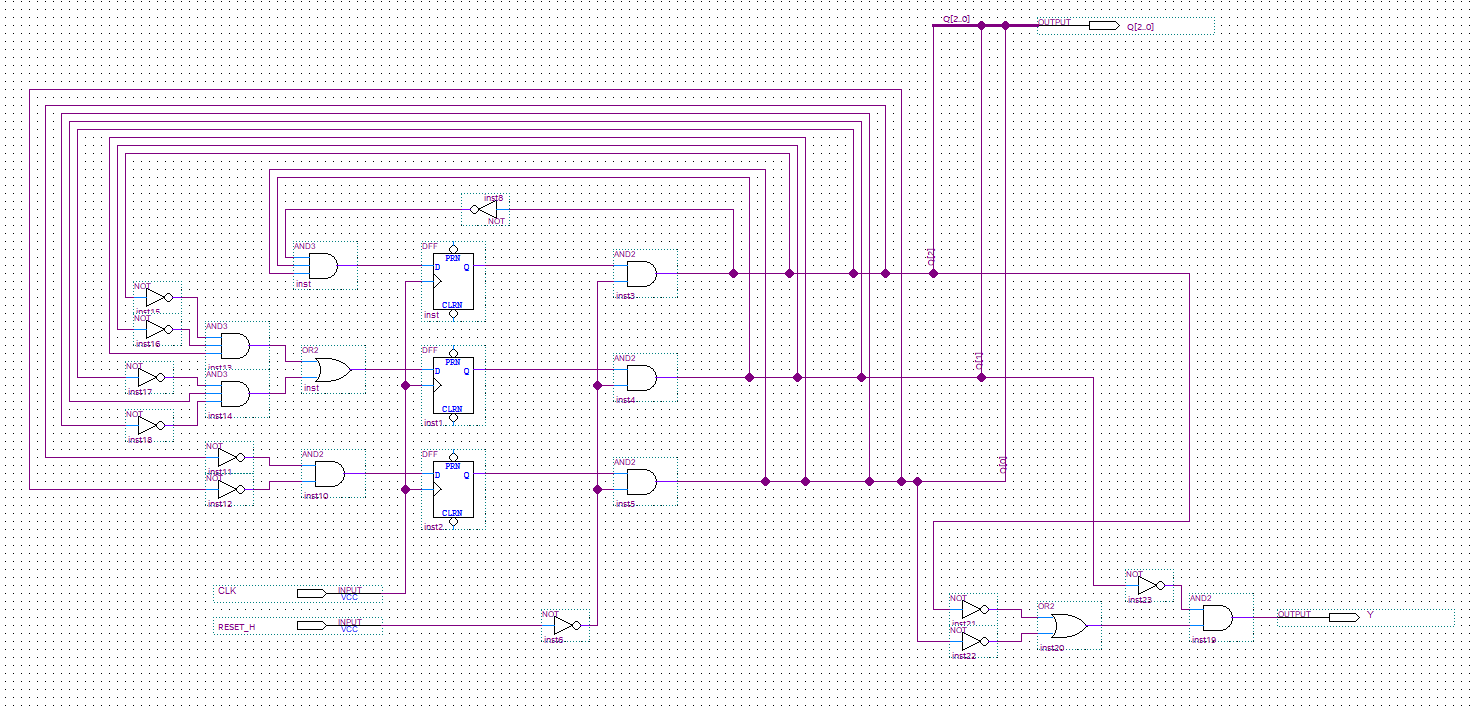 Q[2..0]
OUTPUT
Q[2..0]
inst8
NOT
AND3
inst
DFF
PRN
D
Q
CLRN
inst
AND2
inst3
Q[2]
NOT
inst15
NOT
inst16
AND3
inst13
OR2
inst
DFF
PRN
D
Q
CLRN
inst1
AND2
inst4
Q[1]
NOT
inst17
AND3
inst14
NOT
inst18
NOT
inst11
NOT
inst12
AND2
inst10
DFF
PRN
D
Q
CLRN
inst2
AND2
inst5
Q[0]
CLK
INPUT
VCC
RESET_H
INPUT
VCC
NOT
inst6
NOT
inst21
NOT
inst22
OR2
inst20
NOT
inst23
AND2
inst19
OUTPUT
Y